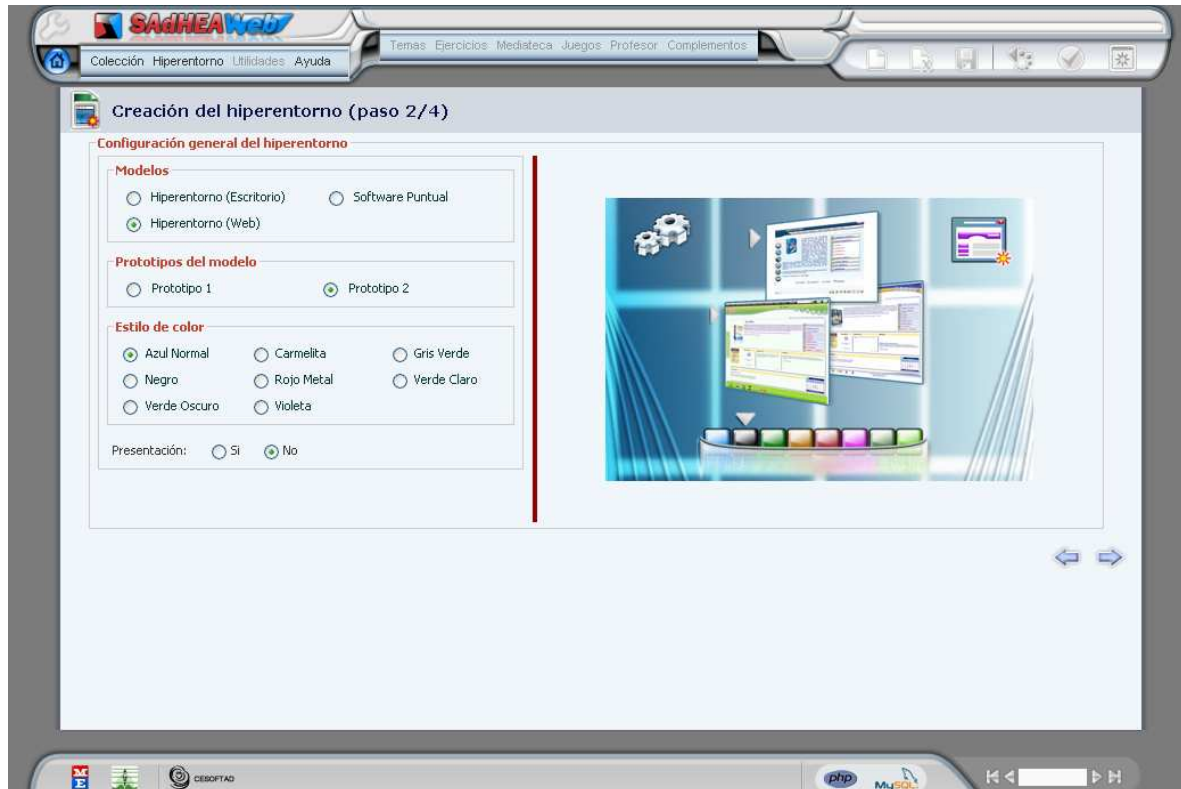 SAdHEAWeb
Temas Ejercicios Mediateca Juegos Profesor Complementos
Colección Hiperentorno Utilidades Ayuda
Creación del hiperentorno (paso 2/4)
Configuración general del hiperentorno
Modelos
Hiperentorno (Escritorio) Software Puntual
Hiperentorno (Web)
Prototipos del modelo
Prototipo 1 Prototipo 2
Estilo de color
Azul Normal Carmelita Gris Verde
Negro Rojo Metal Verde Claro
Verde Oscuro Violeta
Presentación: Si No
CESOFTAD
php MySQL